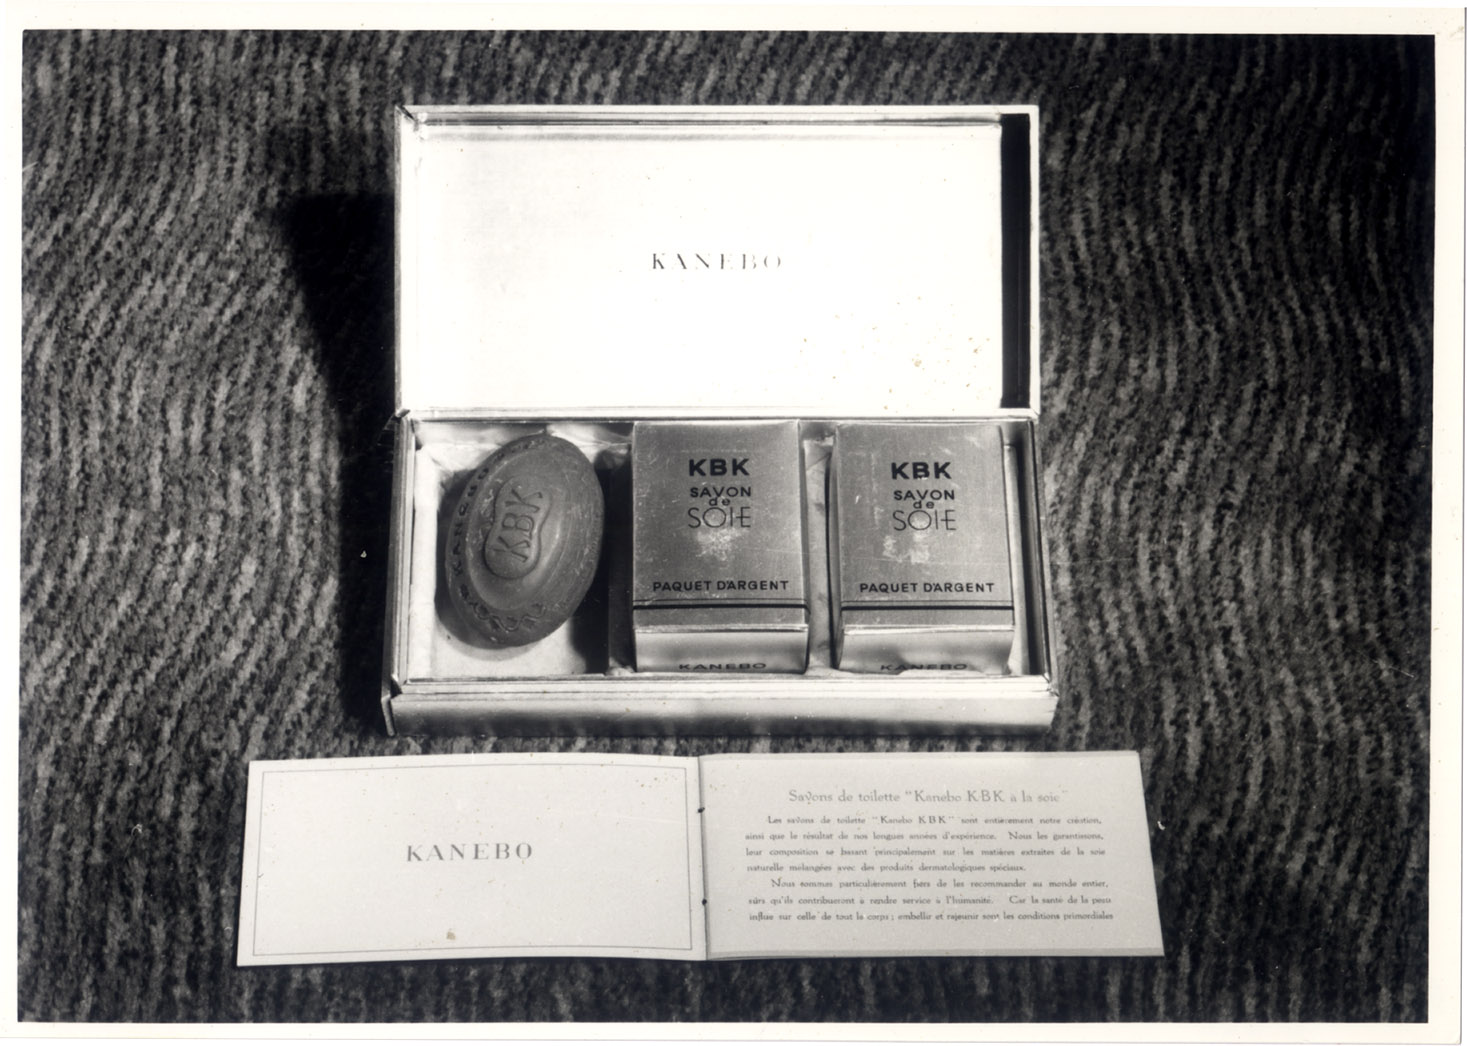 KANEBO
KBK
KBK
SAVON
de
SOIE
PAQUET D'ARGENT
KANEBO
KBK
SAVON
de
SOIE
PAQUET D'ARGENT
KANEBO
KANEBO
Savons de toilette "Kanebo KBK à la soie"
Les savons de toilette "Kanebo KBK" sont entièrement notre création,
ainsi que le résultat de nos longues années d'expérience. Nous les garantissons,
leur composition se basant principalement sur les matières extraites de la soie
naturelle mélangées avec des produits dermatologiques spéciaux.
Nous sommes particulièrement fiers de les recommander au monde entier,
sûrs qu'ils contribueront à rendre service à l'humanité. Car la santé de la peau
influe sur celle de tout la corps; embellir et rajeunir sont les conditions primordiales